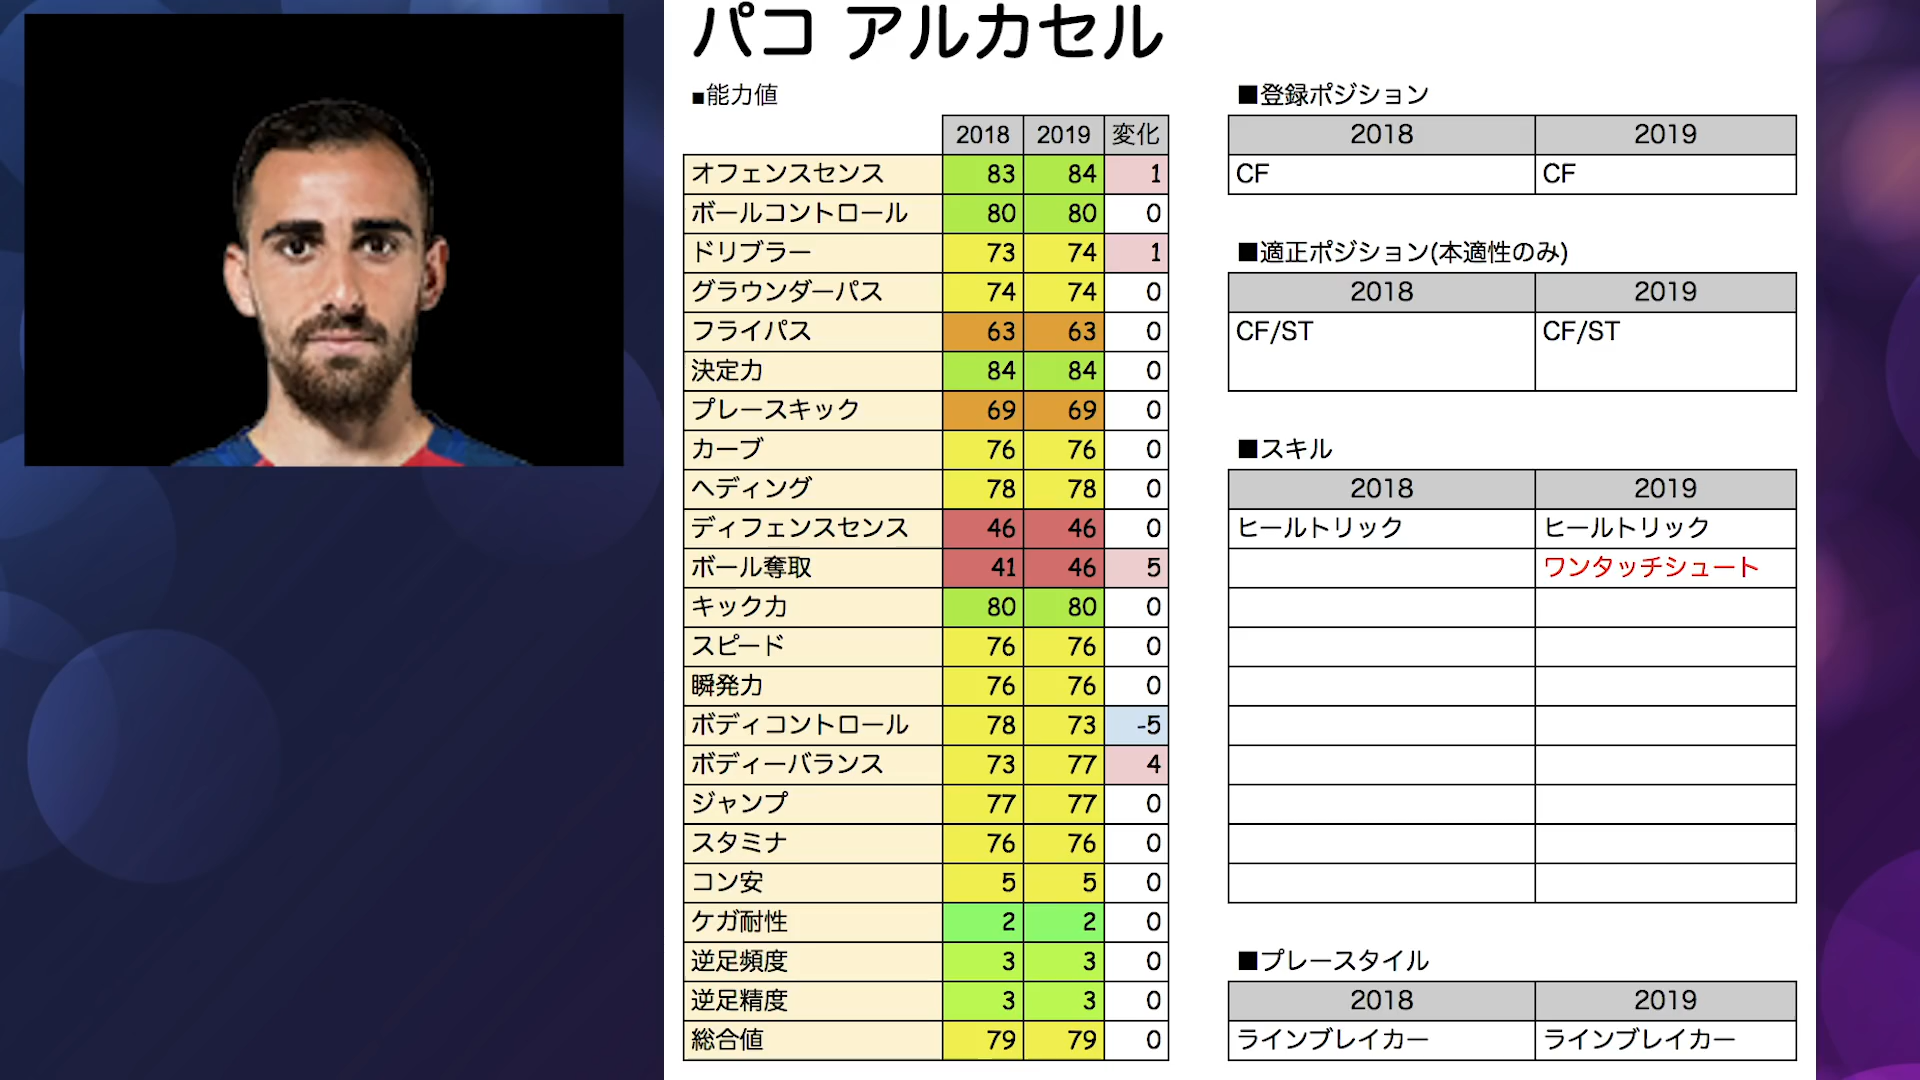 パコ アルカセル
■能力値
2018 2019 変化
オフェンスセンス 83 84 1
ボールコントロール 80 80 0
ドリブラー 73 74 1
グラウンダーパス 74 74 0
フライパス 63 63 0
決定力 84 84 0
プレースキック 69 69 0
カーブ 76 76 0
ヘディング 78 78 0
ディフェンスセンス 46 46 0
ボール奪取 41 46 5
キック力 80 80 0
スピード 76 76 0
瞬発力 76 76 0
ボディコントロール 78 73 -5
ボディーバランス 73 77 4
ジャンプ 77 77 0
スタミナ 76 76 0
コン安 5 5 0
ケガ耐性 2 2 0
逆足頻度 3 3 0
逆足精度 3 3 0
総合値 79 79 0
■登録ポジション
2018 2019
CF CF
■適正ポジション(本適性のみ)
2018 2019
CF/ST CF/ST
■スキル
2018 2019
ヒールトリック ヒールトリック
ワンタッチシュート
■プレースタイル
2018 2019
ラインブレイカー ラインブレイカー